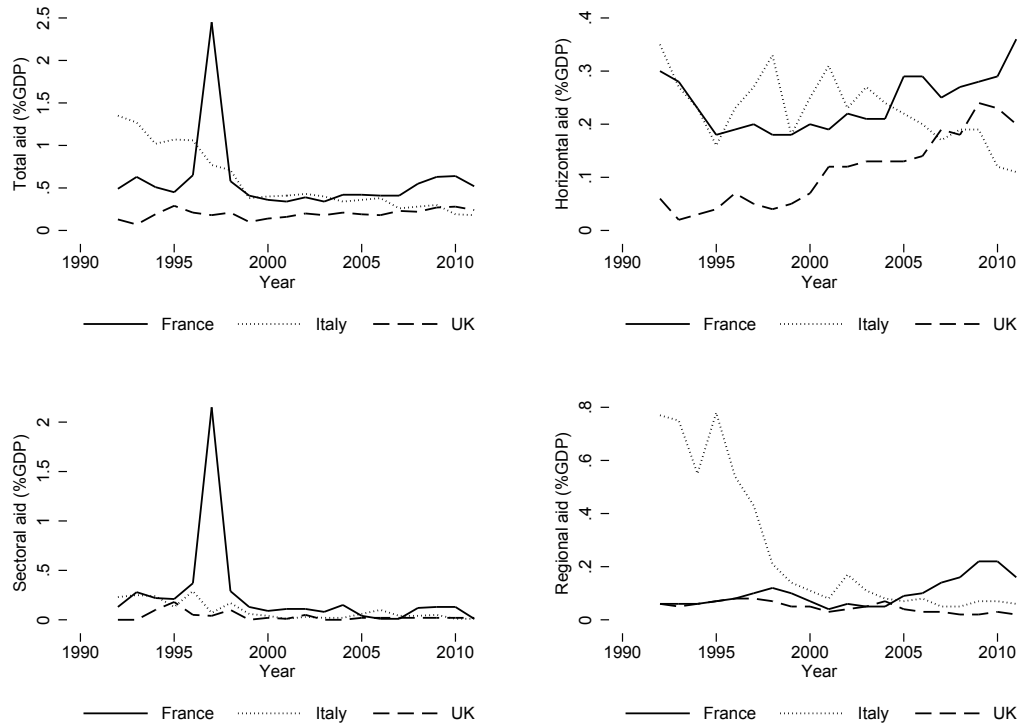 Total aid (%GDP)
2.5
2
1.5
1
.5
0
1990 1995 2000 2005 2010
Year
France Italy UK
Horizontal aid (%GDP)
.4
.3
.2
.1
0
1990 1995 2000 2005 2010
Year
France Italy UK
Sectoral aid (%GDP)
2
1.5
1
.5
0
1990 1995 2000 2005 2010
Year
France Italy UK
Regional aid (%GDP)
.8
.6
.4
.2
0
1990 1995 2000 2005 2010
Year
France Italy UK